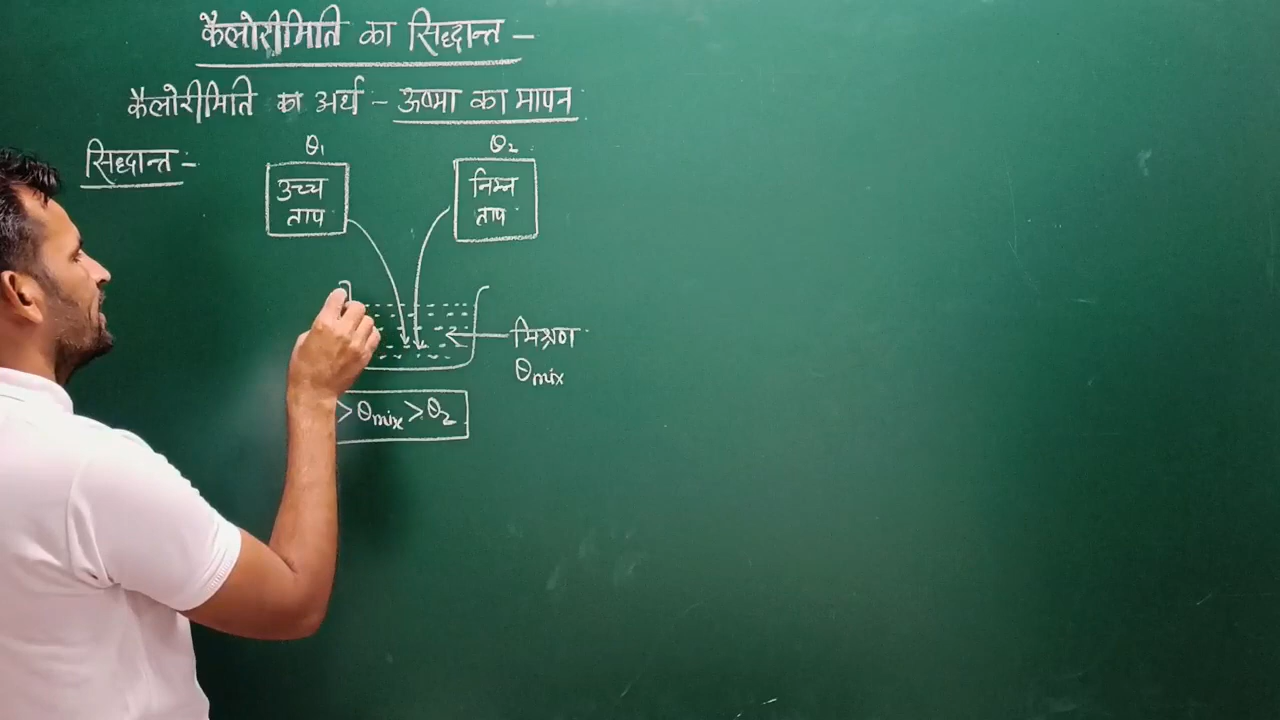 कैलोरीमिति का सिद्धान्त –
कैलोरीमिति का अर्थ – ऊष्मा का मापन
सिद्धान्त –
θ₁
θ₂
उच्च
ताप
निम्न
ताप
मिश्रण
θmix
> θmix > θ₂